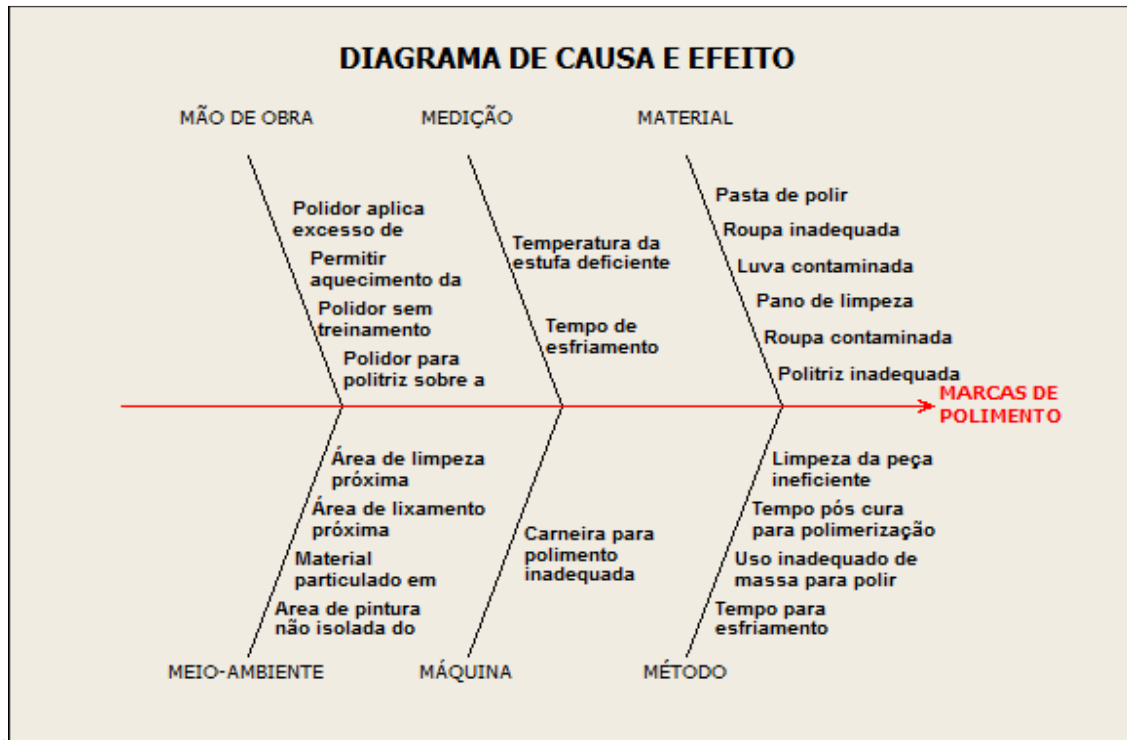 DIAGRAMA DE CAUSA E EFEITO
MÃO DE OBRA
Polidor aplica
excesso de
Permitir
aquecimento da
Polidor sem
treinamento
Polidor para
politriz sobre a
MEDIÇÃO
Temperatura da
estufa deficiente
Tempo de
esfriamento
MATERIAL
Pasta de polir
Roupa inadequada
Luva contaminada
Pano de limpeza
Roupa contaminada
Politriz inadequada
MARCAS DE
POLIMENTO
Área de limpeza
próxima
Área de lixamento
próxima
Material
particulado em
Area de pintura
não isolada do
MEIO-AMBIENTE
Carneira para
polimento
inadequada
MÁQUINA
Limpeza da peça
ineficiente
Tempo pós cura
para polimerização
Uso inadequado de
massa para polir
Tempo para
esfriamento
MÉTODO